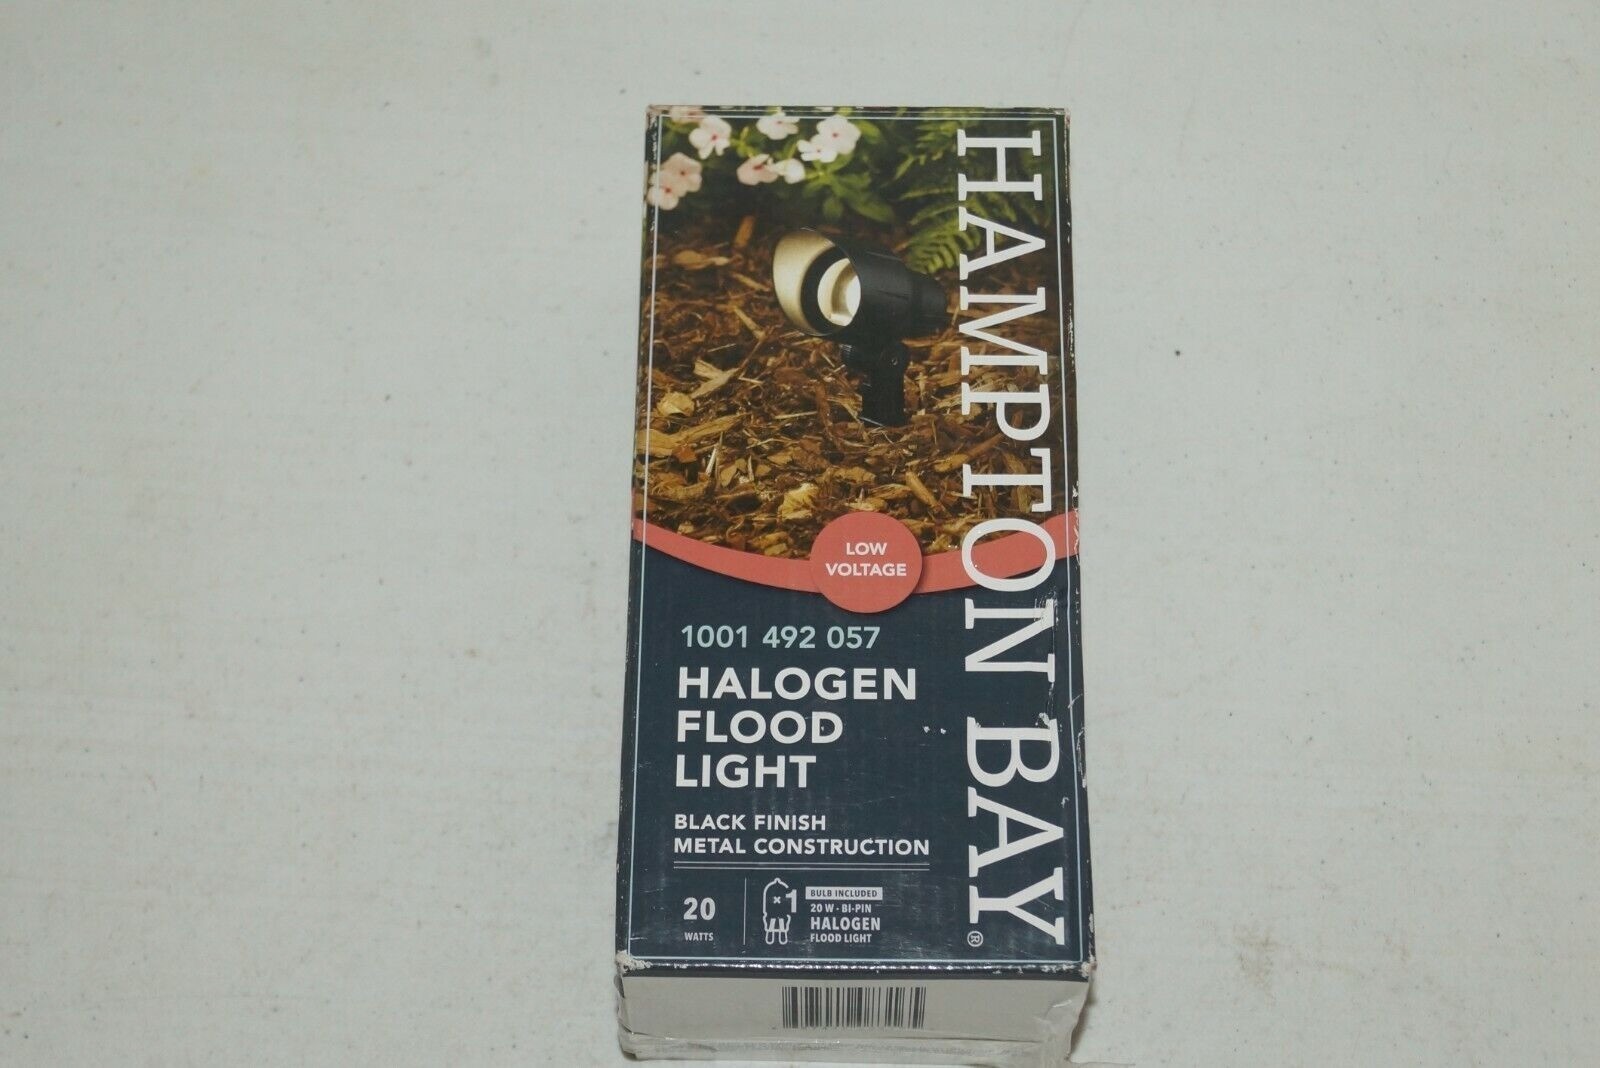 HAMPTON BAY®
LOW
VOLTAGE
1001 492 057
HALOGEN
FLOOD
LIGHT
BLACK FINISH
METAL CONSTRUCTION
20
WATTS
×1
BULB INCLUDED
20 W - BI-PIN
HALOGEN
FLOOD LIGHT